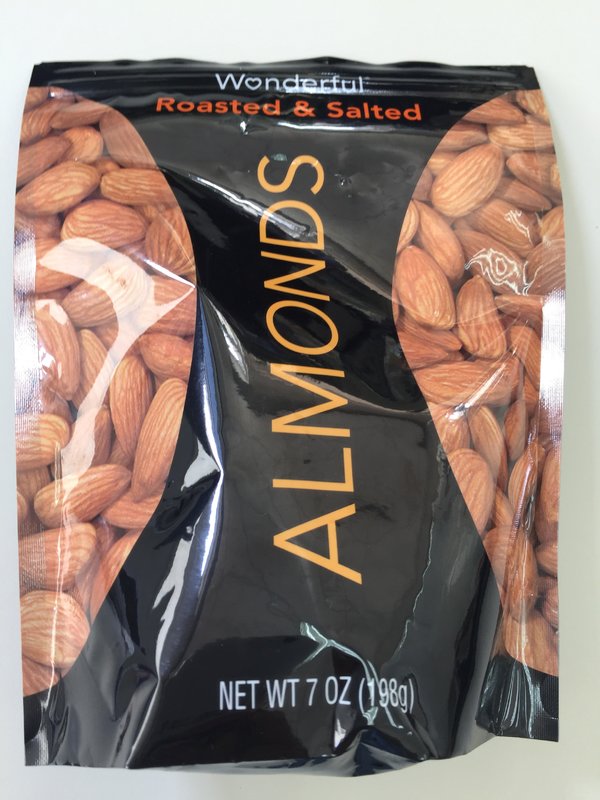 Wonderful
Roasted & Salted
ALMONDS
NET WT 7 OZ (198g)